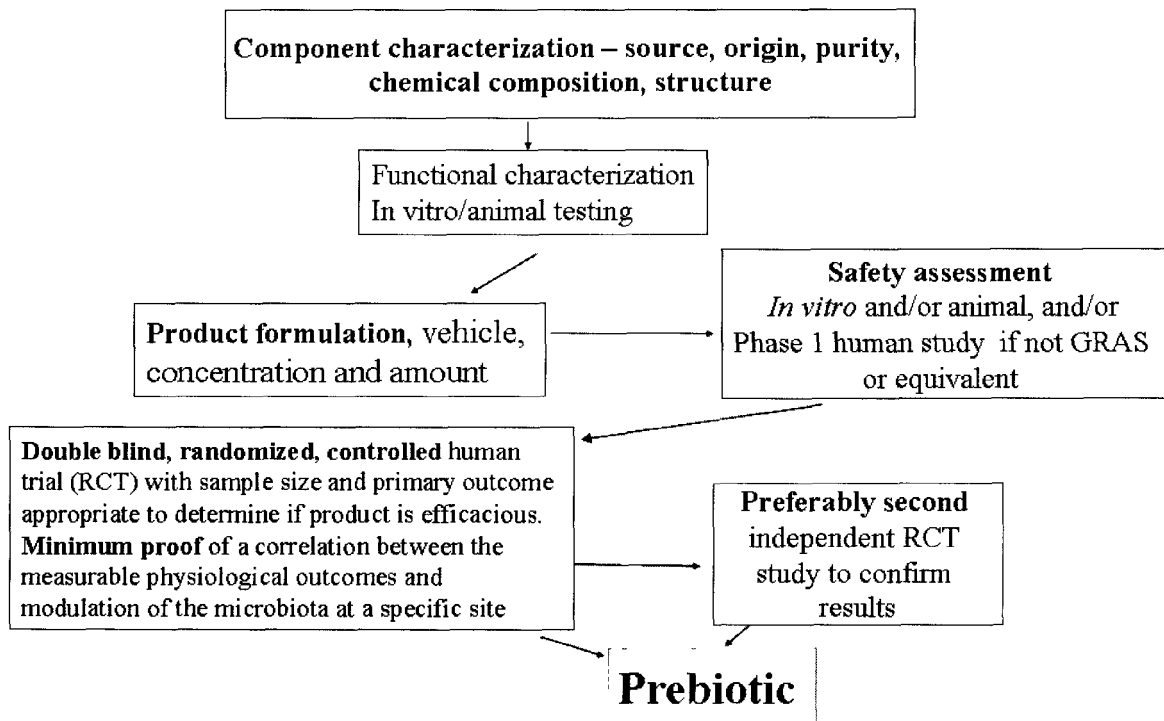 Component characterization – source, origin, purity,
chemical composition, structure
Functional characterization
In vitro/animal testing
Product formulation, vehicle,
concentration and amount
Safety assessment
In vitro and/or animal, and/or
Phase 1 human study if not GRAS
or equivalent
Double blind, randomized, controlled human
trial (RCT) with sample size and primary outcome
appropriate to determine if product is efficacious.
Minimum proof of a correlation between the
measurable physiological outcomes and
modulation of the microbiota at a specific site
Preferably second
independent RCT
study to confirm
results
Prebiotic